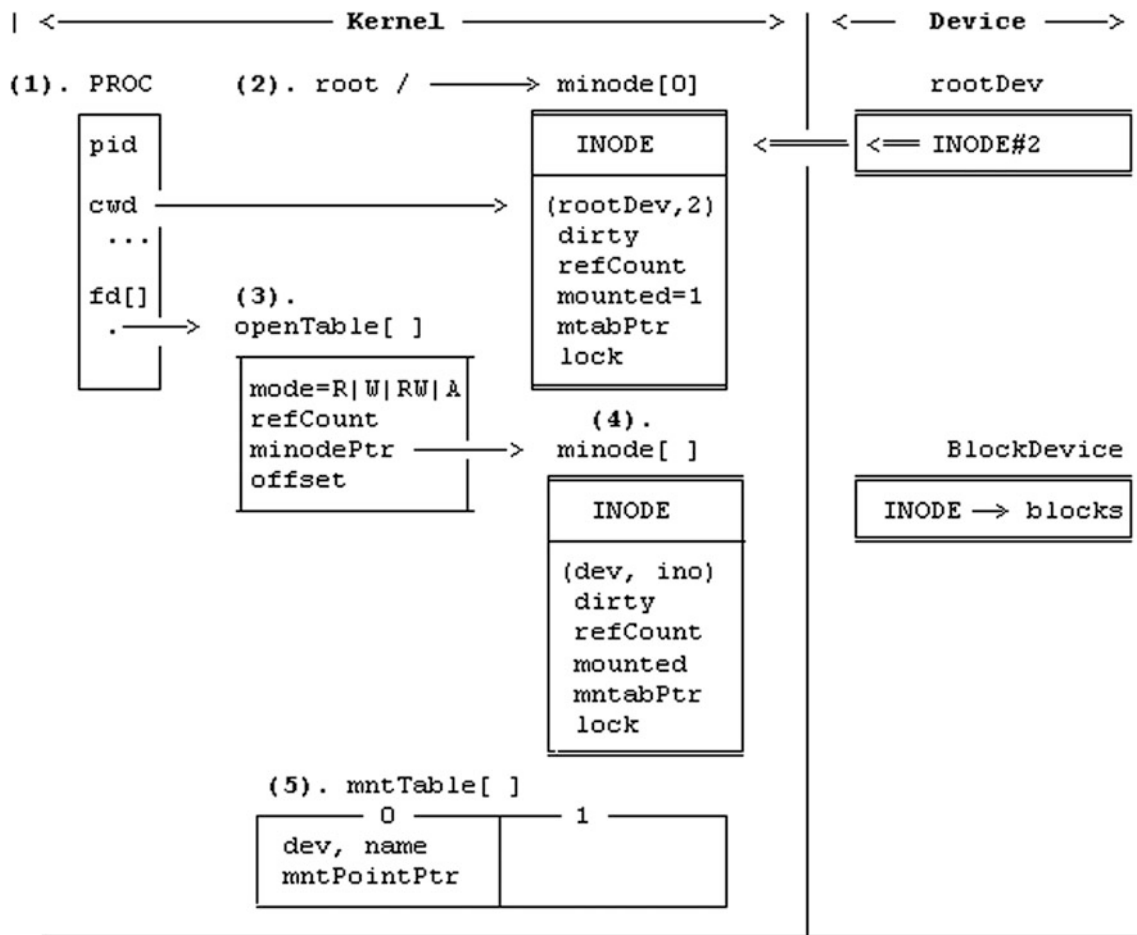 Kernel Device
(1). PROC (2). root / minode[0] rootDev
pid INODE INODE#2
cwd (rootDev,2)
... dirty
refCount
fd[] (3). mounted=1
. openTable[ ] mtabPtr
lock
mode=R|W|RW|A
refCount (4).
minodePtr minode[ ] BlockDevice
offset
INODE INODE blocks
(dev, ino)
dirty
refCount
mounted
mntabPtr
lock
(5). mntTable[ ]
0 1
dev, name
mntPointPtr